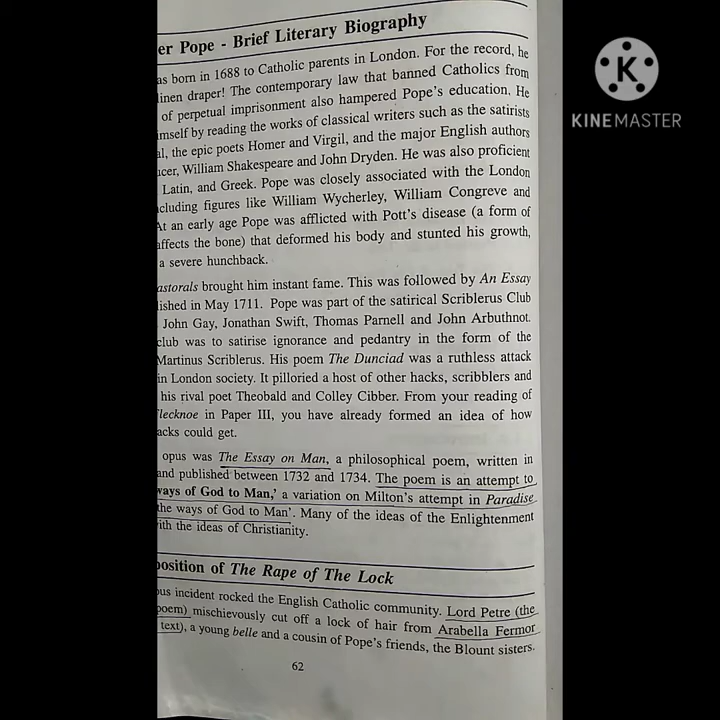 er Pope - Brief Literary Biography
as born in 1688 to Catholic parents in London. For the record, he
linen draper! The contemporary law that banned Catholics from
of perpetual imprisonment also hampered Pope's education. He
mself by reading the works of classical writers such as the satirists
al, the epic poets Homer and Virgil, and the major English authors
ucer, William Shakespeare and John Dryden. He was also proficient
Latin, and Greek. Pope was closely associated with the London
cluding figures like William Wycherley, William Congreve and
At an early age Pope was afflicted with Pott's disease (a form of
affects the bone) that deformed his body and stunted his growth,
a severe hunchback.
astorals brought him instant fame. This was followed by An Essay
lished in May 1711. Pope was part of the satirical Scriblerus Club
John Gay, Jonathan Swift, Thomas Parnell and John Arbuthnot.
club was to satirise ignorance and pedantry in the form of the
Martinus Scriblerus. His poem The Dunciad was a ruthless attack
in London society. It pilloried a host of other hacks, scribblers and
his rival poet Theobald and Colley Cibber. From your reading of
lecknoe in Paper III, you have already formed an idea of how
acks could get.
opus was The Essay on Man, a philosophical poem, written in
and published between 1732 and 1734. The poem is an attempt to
ways of God to Man,' a variation on Milton's attempt in Paradise
the ways of God to Man'. Many of the ideas of the Enlightenment
ith the ideas of Christianity.
position of The Rape of The Lock
ous incident rocked the English Catholic community. Lord Petre (the
poem) mischievously cut off a lock of hair from Arabella Fermor
text), a young belle and a cousin of Pope's friends, the Blount sisters.
62
K
KINEMASTER